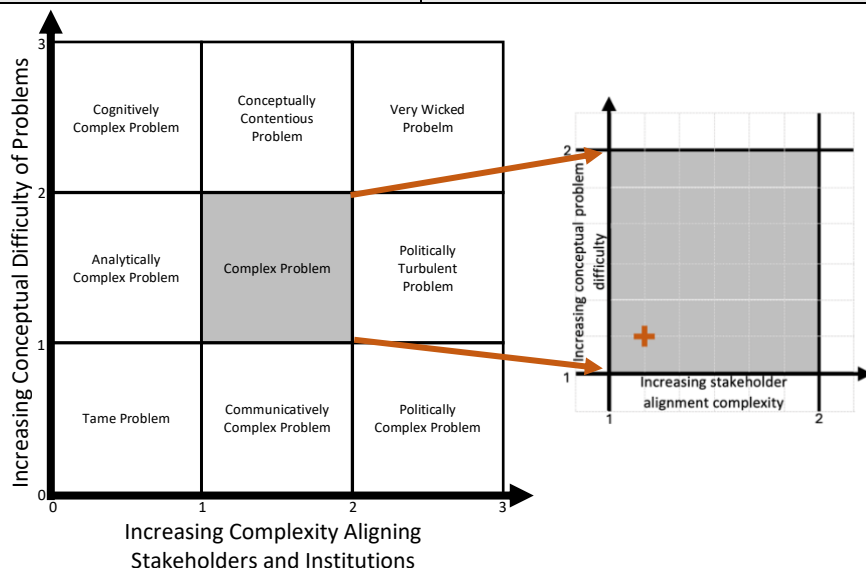 Increasing Conceptual Difficulty of Problems
3
2
1
0
Cognitively
Complex Problem
Conceptually
Contentious
Problem
Very Wicked
Probelm
Analytically
Complex Problem
Complex Problem
Politically
Turbulent
Problem
Tame Problem
Communicatively
Complex Problem
Politically
Complex Problem
0
1
2
3
Increasing Complexity Aligning
Stakeholders and Institutions
Increasing conceptual problem
difficulty
2
1
Increasing stakeholder
alignment complexity
1
2